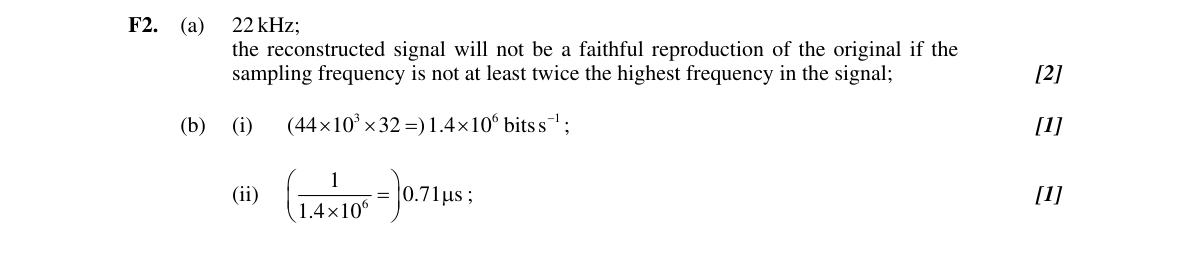 F2. (a) 22 kHz;
the reconstructed signal will not be a faithful reproduction of the original if the
sampling frequency is not at least twice the highest frequency in the signal; [2]
(b) (i) (44×10³×32=)1.4×10⁶ bits s⁻¹; [1]
(ii) (1/(1.4×10⁶)=)0.71µs; [1]